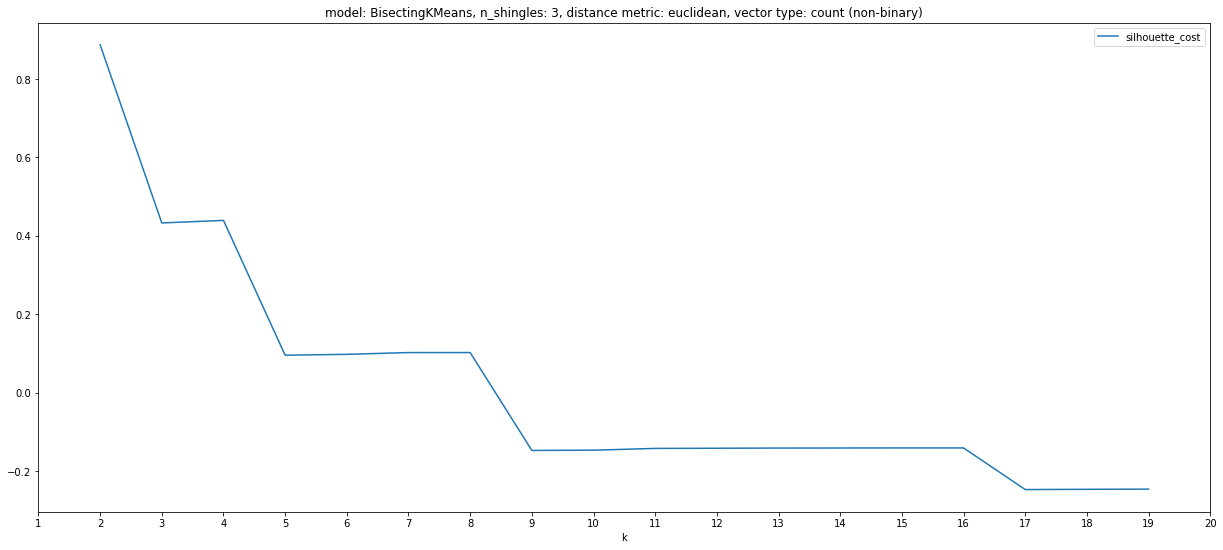 model: BisectingKMeans, n_shingles: 3, distance metric: euclidean, vector type: count (non-binary)
silhouette_cost
0.8
0.6
0.4
0.2
0.0
−0.2
1 2 3 4 5 6 7 8 9 10 11 12 13 14 15 16 17 18 19 20
k